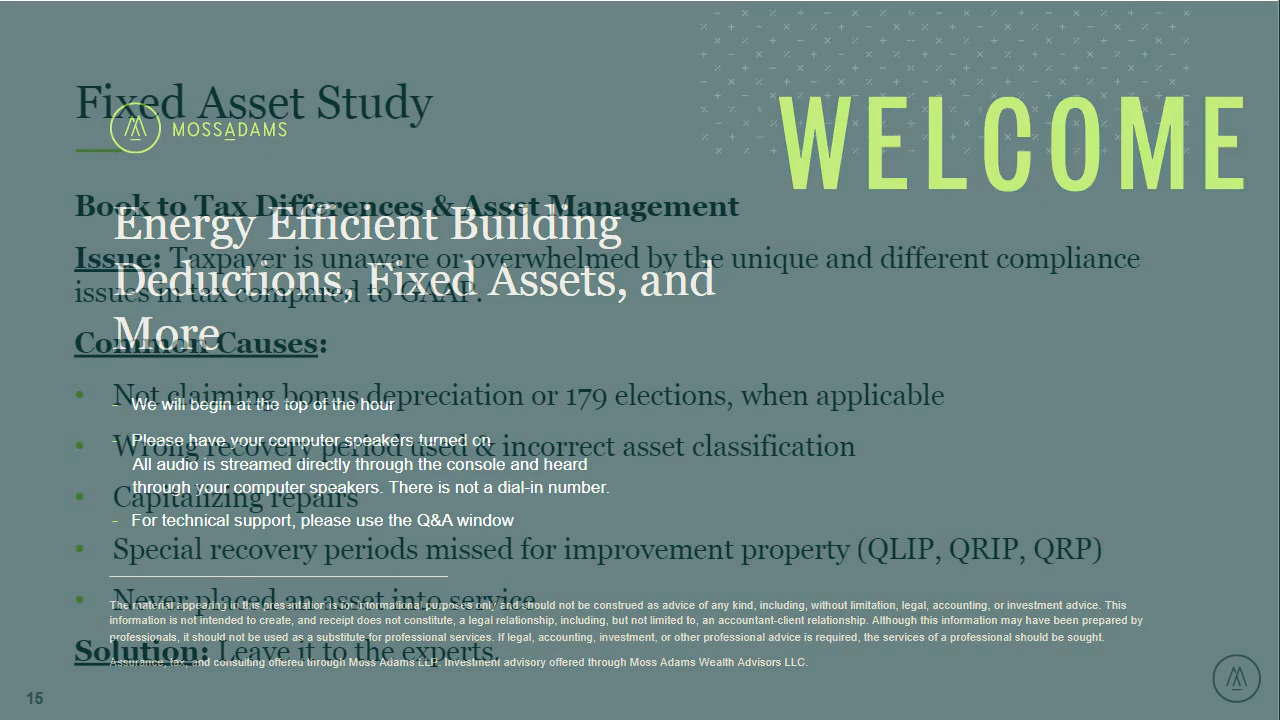 WELCOME
Fixed Asset Study
MOSSADAMS
Book to Tax Differences & Asset Management
Energy Efficient Building
Deductions, Fixed Assets, and
More
Issue: Taxpayer is unaware or overwhelmed by the unique and different compliance
issues in tax compared to GAAP.
Common Causes:
• Not claiming bonus depreciation or 179 elections, when applicable
- We will begin at the top of the hour
- Please have your computer speakers turned on
All audio is streamed directly through the console and heard
through your computer speakers. There is not a dial-in number.
- For technical support, please use the Q&A window
• Wrong recovery period used & incorrect asset classification
• Capitalizing repairs
• Special recovery periods missed for improvement property (QLIP, QRIP, QRP)
• Never placed an asset into service
The material appearing in this presentation is for informational purposes only and should not be construed as advice of any kind, including, without limitation, legal, accounting, or investment advice. This
information is not intended to create, and receipt does not constitute, a legal relationship, including, but not limited to, an accountant-client relationship. Although this information may have been prepared by
professionals, it should not be used as a substitute for professional services. If legal, accounting, investment, or other professional advice is required, the services of a professional should be sought.
Solution: Leave it to the experts.
Assurance, tax, and consulting offered through Moss Adams LLP. Investment advisory offered through Moss Adams Wealth Advisors LLC.
15